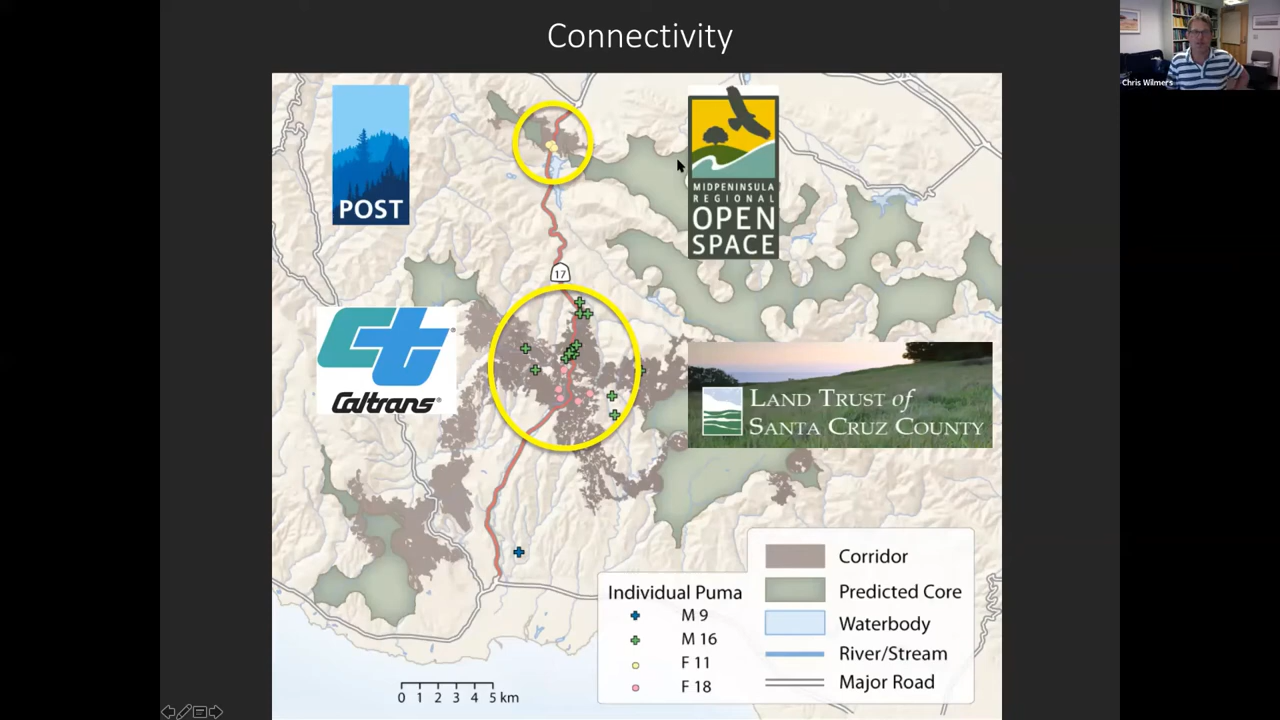 Connectivity
Chris Wilmers
POST
MIDPENINSULA
REGIONAL
OPEN
SPACE
17
Caltrans
LAND TRUST of
SANTA CRUZ COUNTY
Individual Puma
M 9
M 16
F 11
F 18
Corridor
Predicted Core
Waterbody
River/Stream
Major Road
0 1 2 3 4 5 km